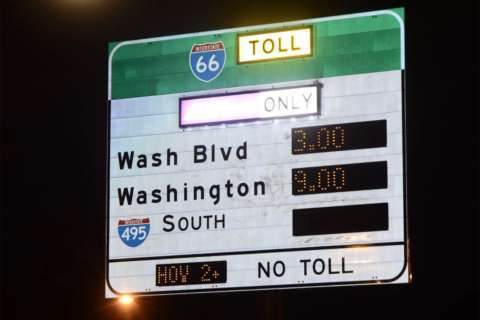 INTERSTATE
66
TOLL
ONLY
Wash Blvd 3.00
Washington 9.00
INTERSTATE
495 SOUTH
HOV 2+ NO TOLL